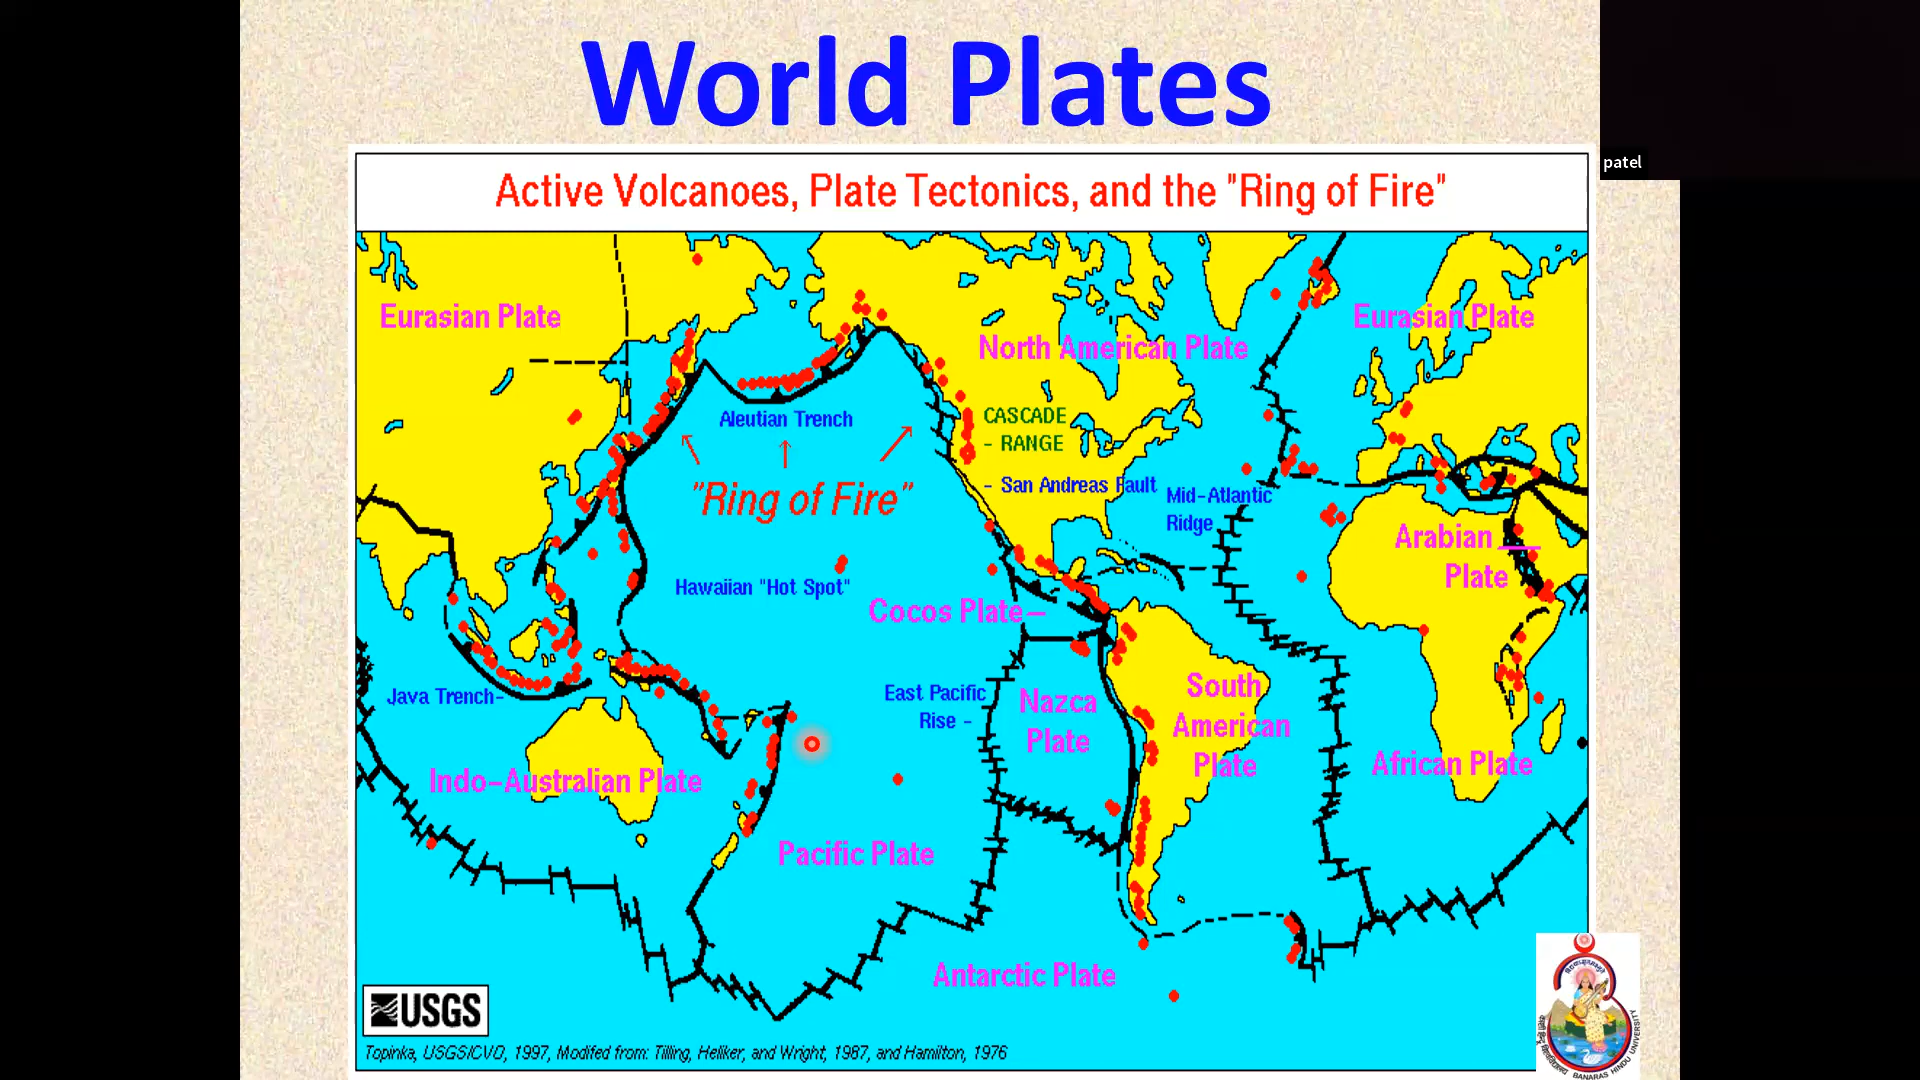 World Plates
patel
Active Volcanoes, Plate Tectonics, and the "Ring of Fire"
Eurasian Plate
Eurasian Plate
North American Plate
Aleutian Trench
CASCADE
- RANGE
"Ring of Fire"
- San Andreas Fault
Mid-Atlantic
Ridge
Arabian
Plate
Hawaiian "Hot Spot"
Cocos Plate
Java Trench
East Pacific
Rise -
Nazca
Plate
South
American
Plate
Indo-Australian Plate
African Plate
Pacific Plate
Antarctic Plate
USGS
Topinka, USGS/CVO, 1997, Modifed from: Tilling, Heliker, and Wright, 1987, and Hamilton, 1976
BANARAS HINDU UNIVERSITY